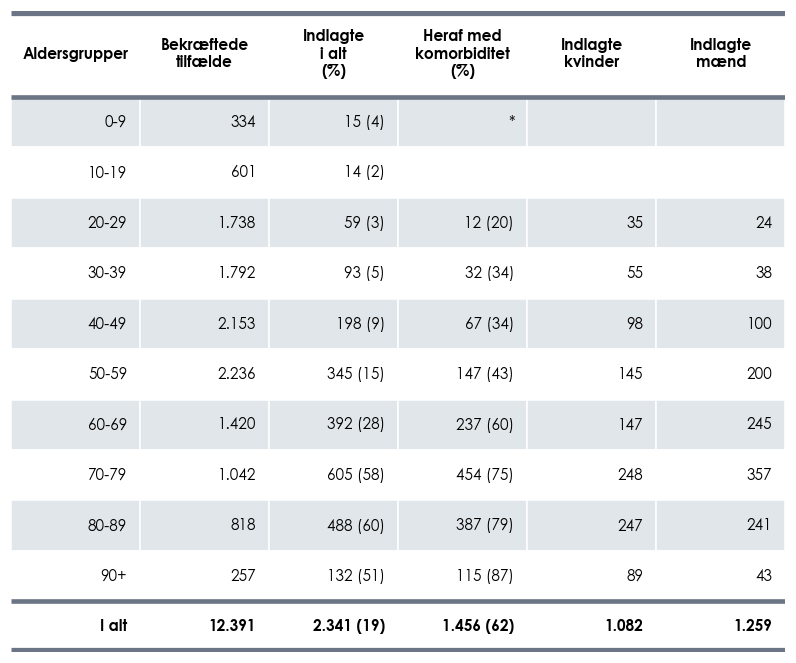 Aldersgrupper Bekræftede tilfælde Indlagte i alt (%) Heraf med komorbiditet (%) Indlagte kvinder Indlagte mænd
0-9 334 15 (4) *
10-19 601 14 (2)
20-29 1.738 59 (3) 12 (20) 35 24
30-39 1.792 93 (5) 32 (34) 55 38
40-49 2.153 198 (9) 67 (34) 98 100
50-59 2.236 345 (15) 147 (43) 145 200
60-69 1.420 392 (28) 237 (60) 147 245
70-79 1.042 605 (58) 454 (75) 248 357
80-89 818 488 (60) 387 (79) 247 241
90+ 257 132 (51) 115 (87) 89 43
I alt 12.391 2.341 (19) 1.456 (62) 1.082 1.259